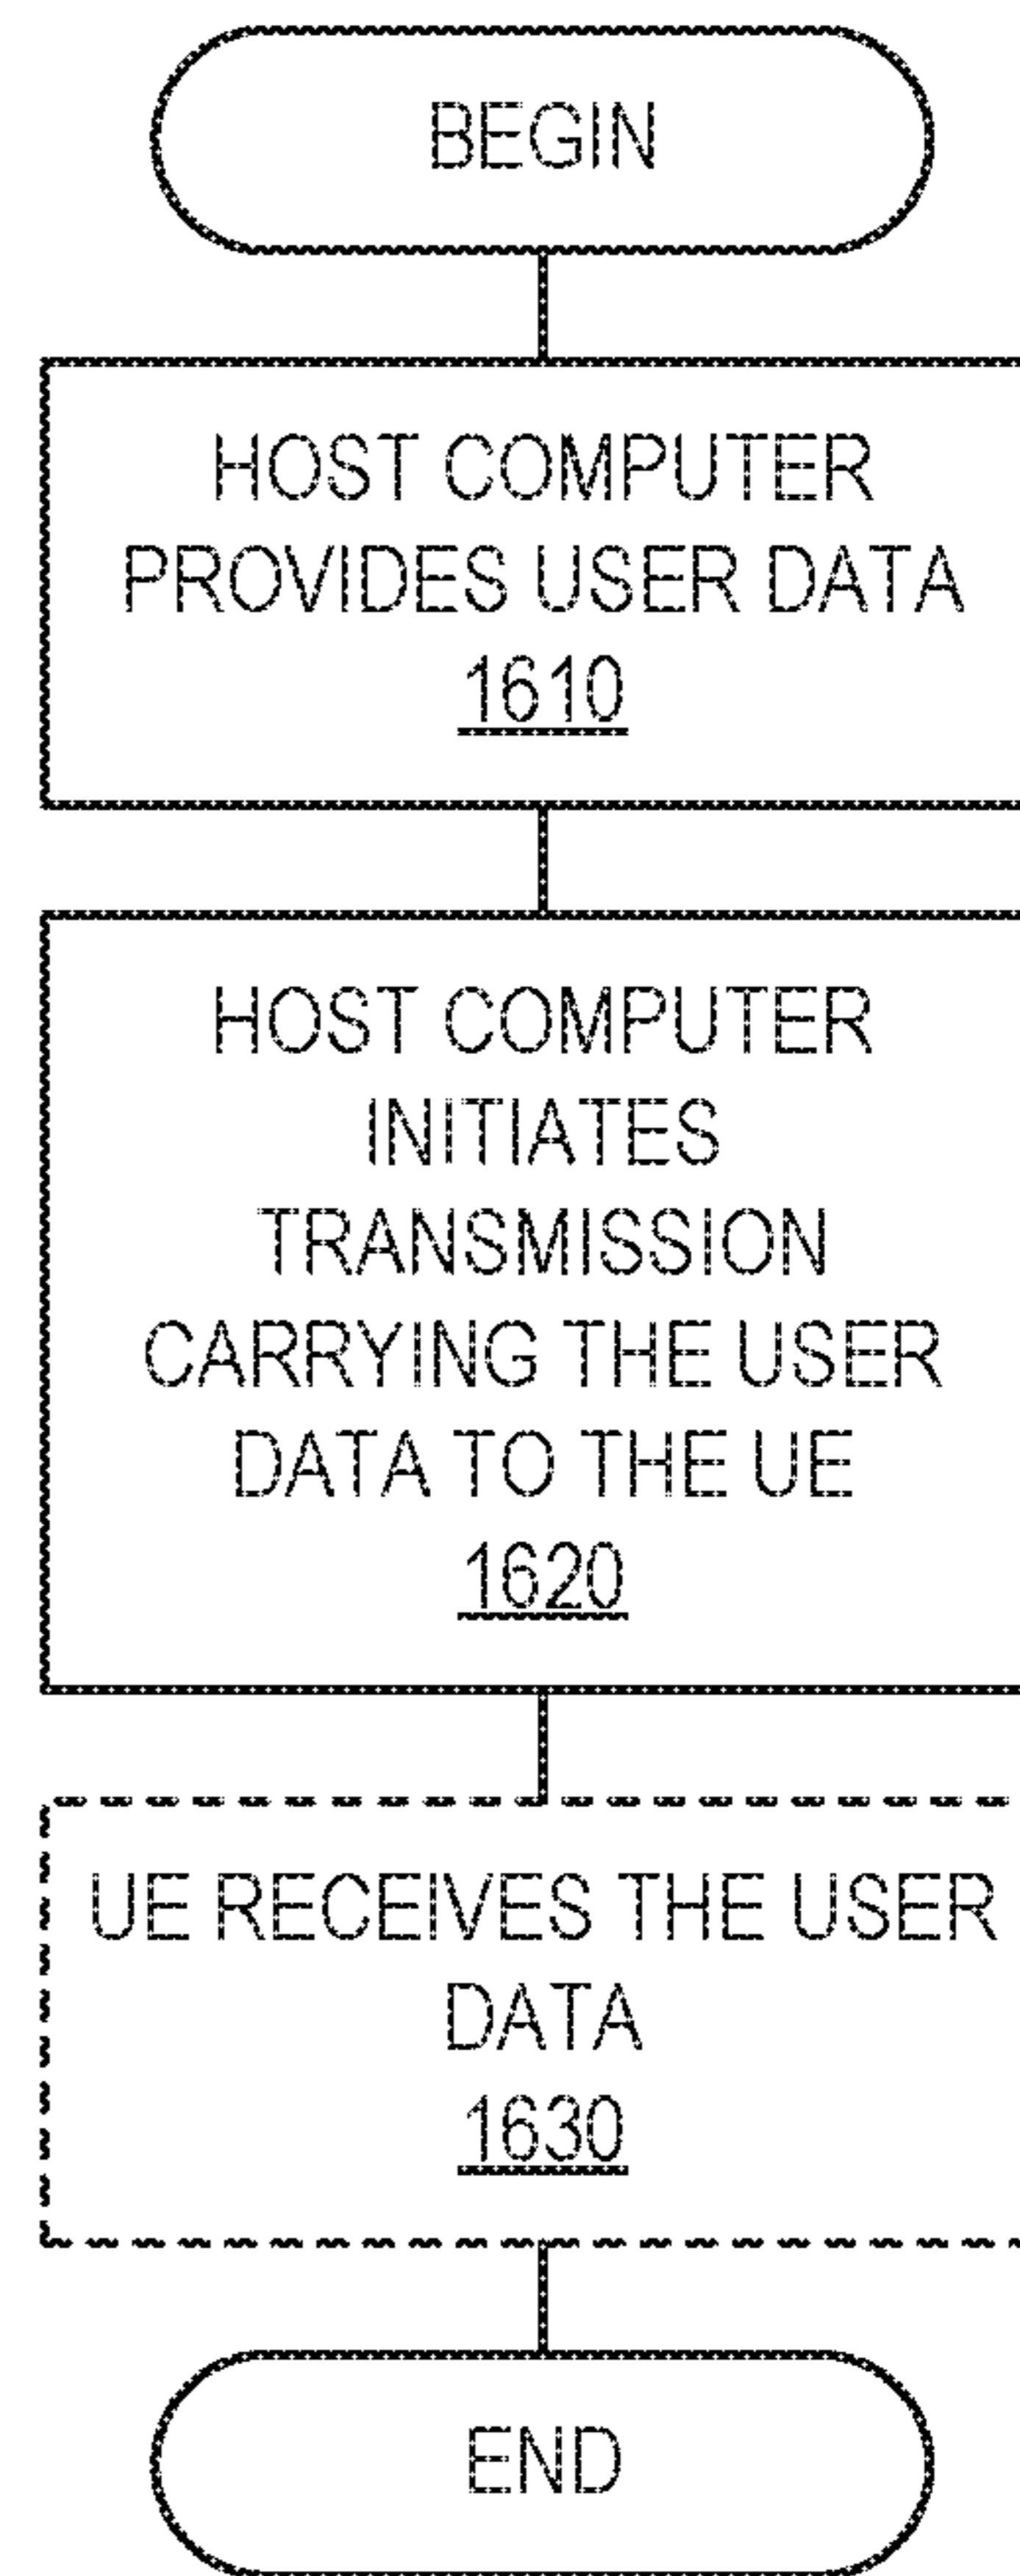 BEGIN
HOST COMPUTER
PROVIDES USER DATA
1610
HOST COMPUTER
INITIATES
TRANSMISSION
CARRYING THE USER
DATA TO THE UE
1620
UE RECEIVES THE USER
DATA
1630
END